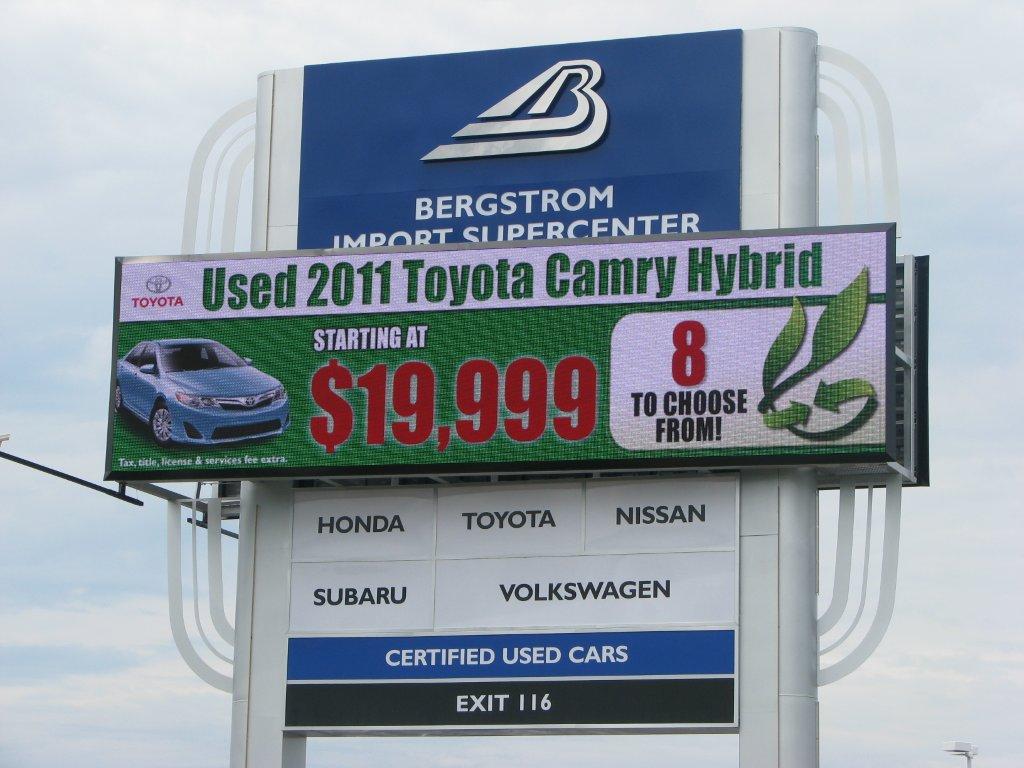 BERGSTROM
IMPORT SUPERCENTER
TOYOTA
Used 2011 Toyota Camry Hybrid
STARTING AT
$19,999
8
TO CHOOSE
FROM!
Tax, title, license & services fee extra.
HONDA TOYOTA NISSAN
SUBARU VOLKSWAGEN
CERTIFIED USED CARS
EXIT 116